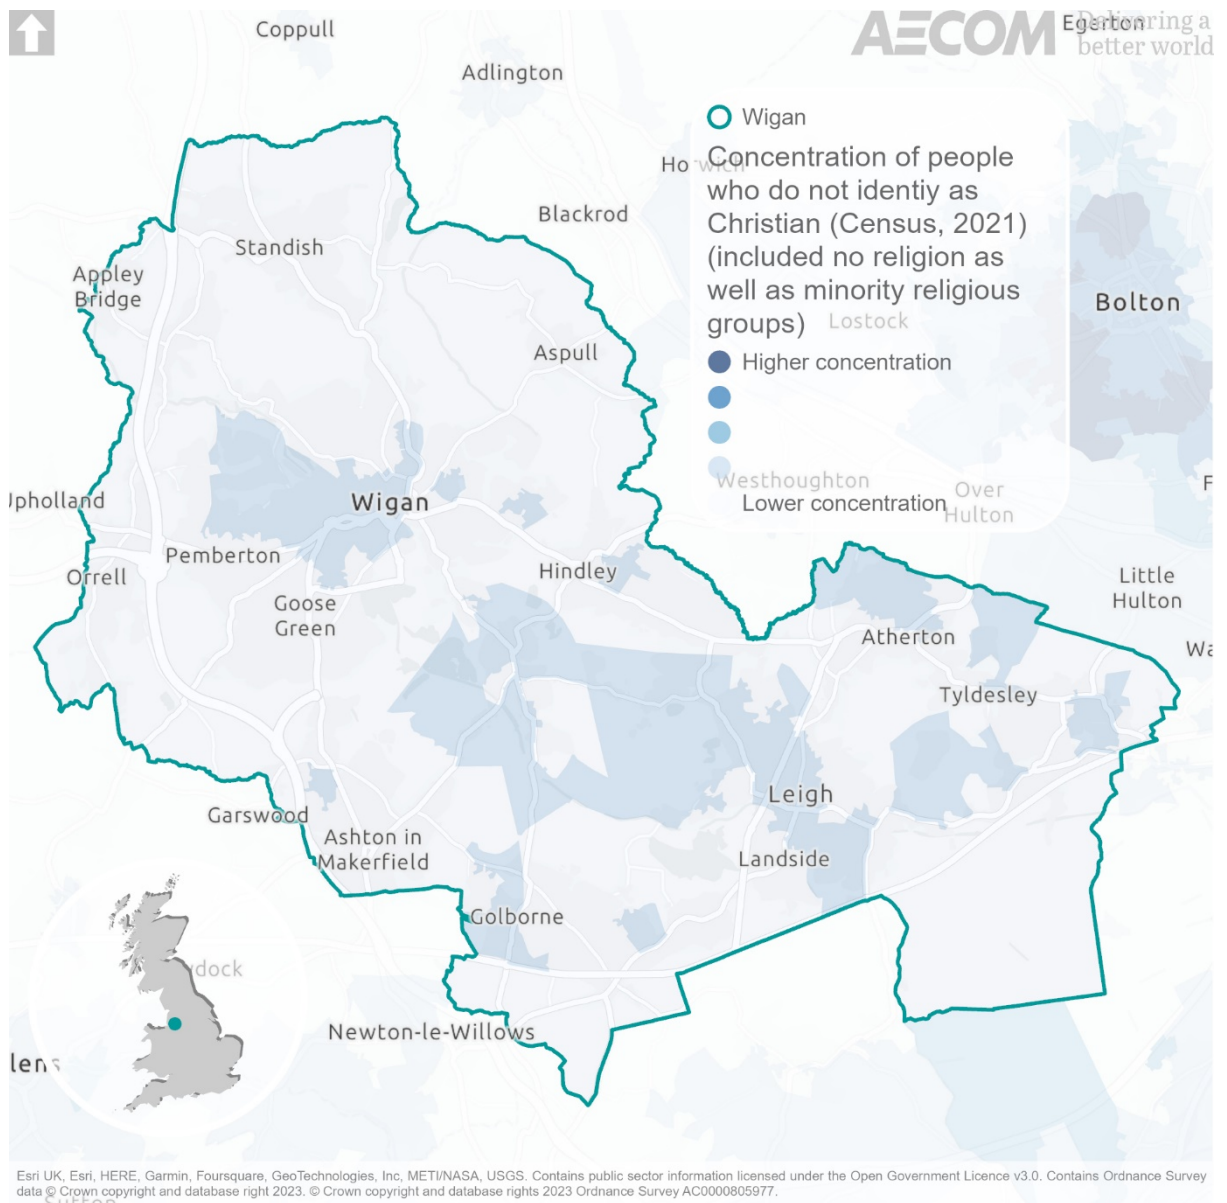 Coppull
Egerton
AECOM
Delivering a
better world
Adlington
Wigan
Horwich
Concentration of people
who do not identiy as
Christian (Census, 2021)
(included no religion as
well as minority religious
groups)
Lostock
Higher concentration
Westhoughton
Lower concentration
Over
Hulton
Blackrod
Standish
Appley
Bridge
Bolton
Aspull
Upholland
Wigan
F
Pemberton
Orrell
Hindley
Goose
Green
Little
Hulton
Atherton
Wa
Tyldesley
Leigh
Garswood
Ashton in
Makerfield
Landside
Golborne
ydock
Newton-le-Willows
lens
Esri UK, Esri, HERE, Garmin, Foursquare, GeoTechnologies, Inc, METI/NASA, USGS. Contains public sector information licensed under the Open Government Licence v3.0. Contains Ordnance Survey
data © Crown copyright and database right 2023. © Crown copyright and database rights 2023 Ordnance Survey AC0000805977.
Sutton